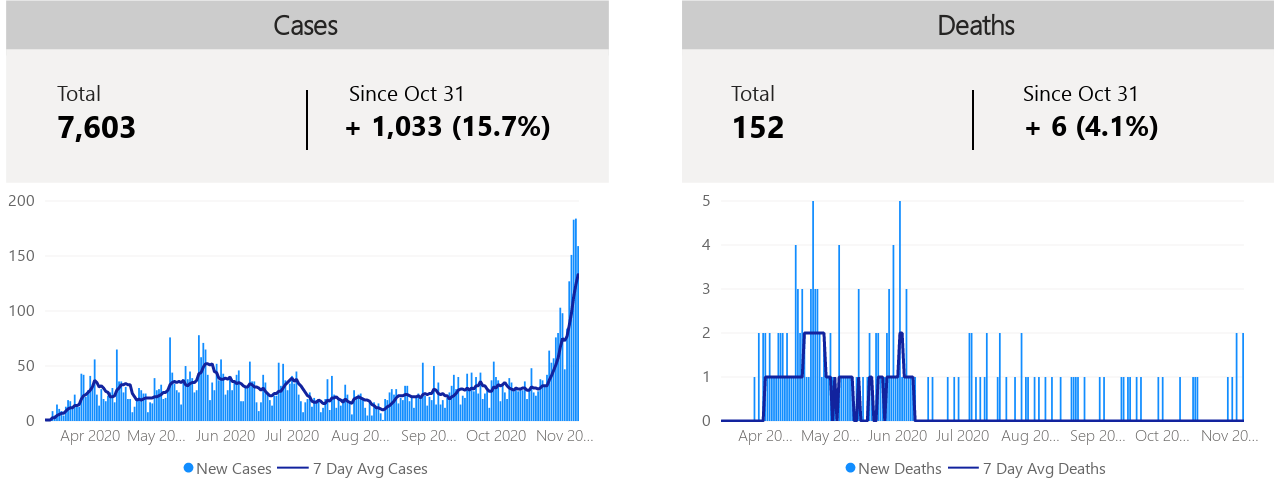 Cases
Total
7,603
Since Oct 31
+ 1,033 (15.7%)
200
150
100
50
0
Apr 2020 May 20... Jun 2020 Jul 2020 Aug 20... Sep 20... Oct 2020 Nov 20...
New Cases 7 Day Avg Cases
Deaths
Total
152
Since Oct 31
+ 6 (4.1%)
5
4
3
2
1
0
Apr 20... May 20... Jun 2020 Jul 2020 Aug 20... Sep 20... Oct 20... Nov 20...
New Deaths 7 Day Avg Deaths